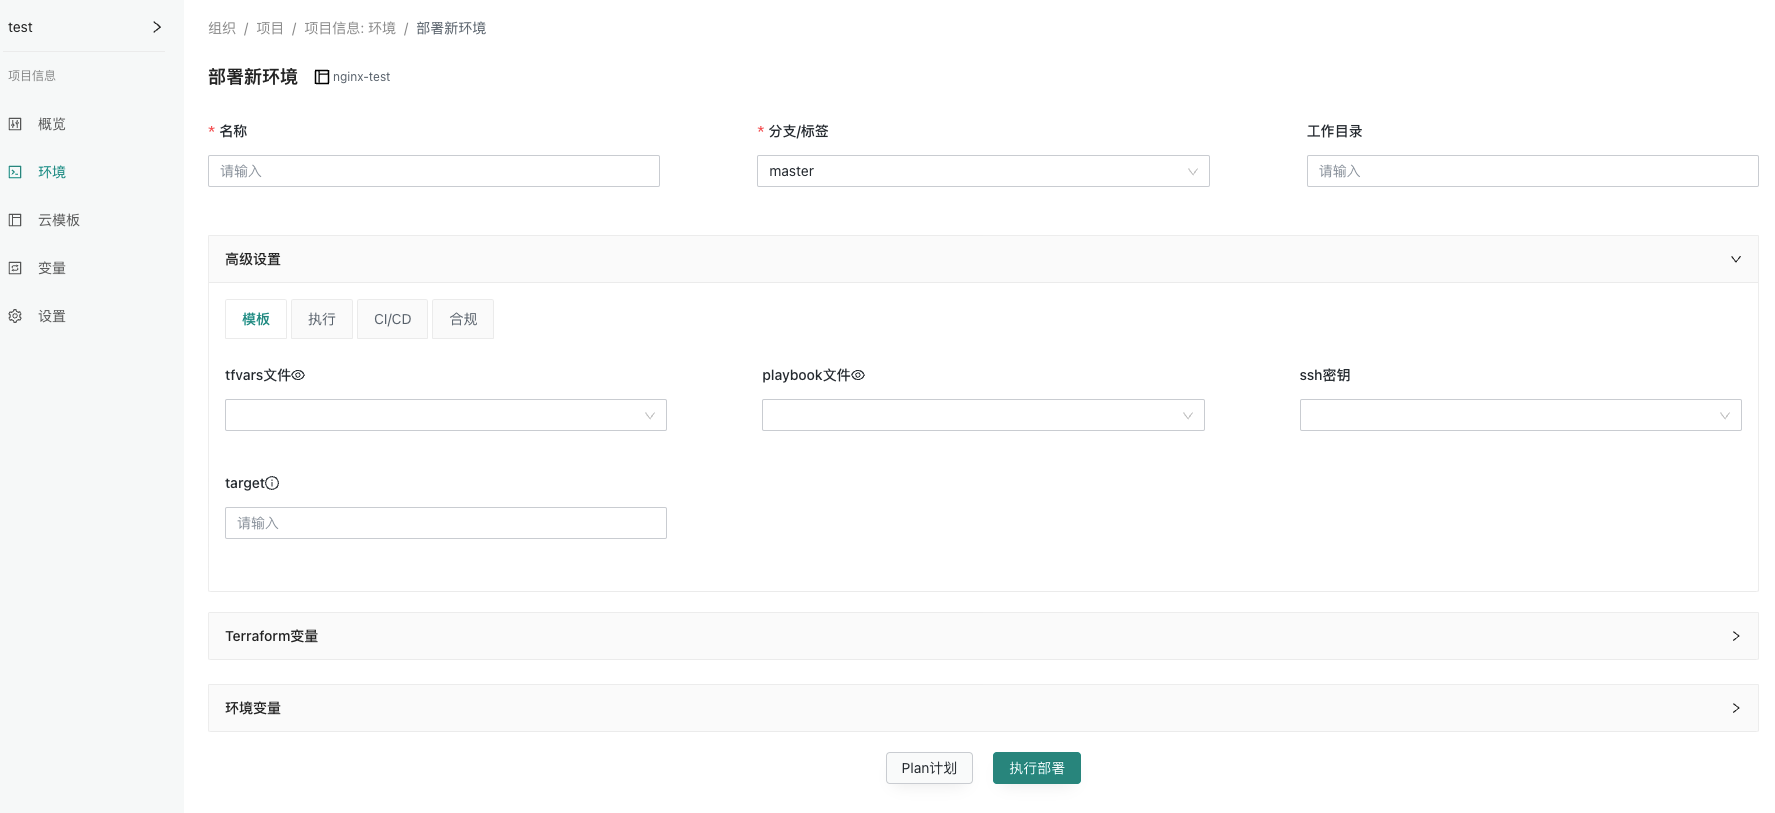 test
项目信息
概览
环境
云模板
变量
设置
组织 / 项目 / 项目信息: 环境 / 部署新环境
部署新环境 nginx-test
* 名称
请输入
* 分支/标签
master
工作目录
请输入
高级设置
模板 执行 CI/CD 合规
tfvars文件
playbook文件
ssh密钥
target
请输入
Terraform变量
环境变量
Plan计划 执行部署